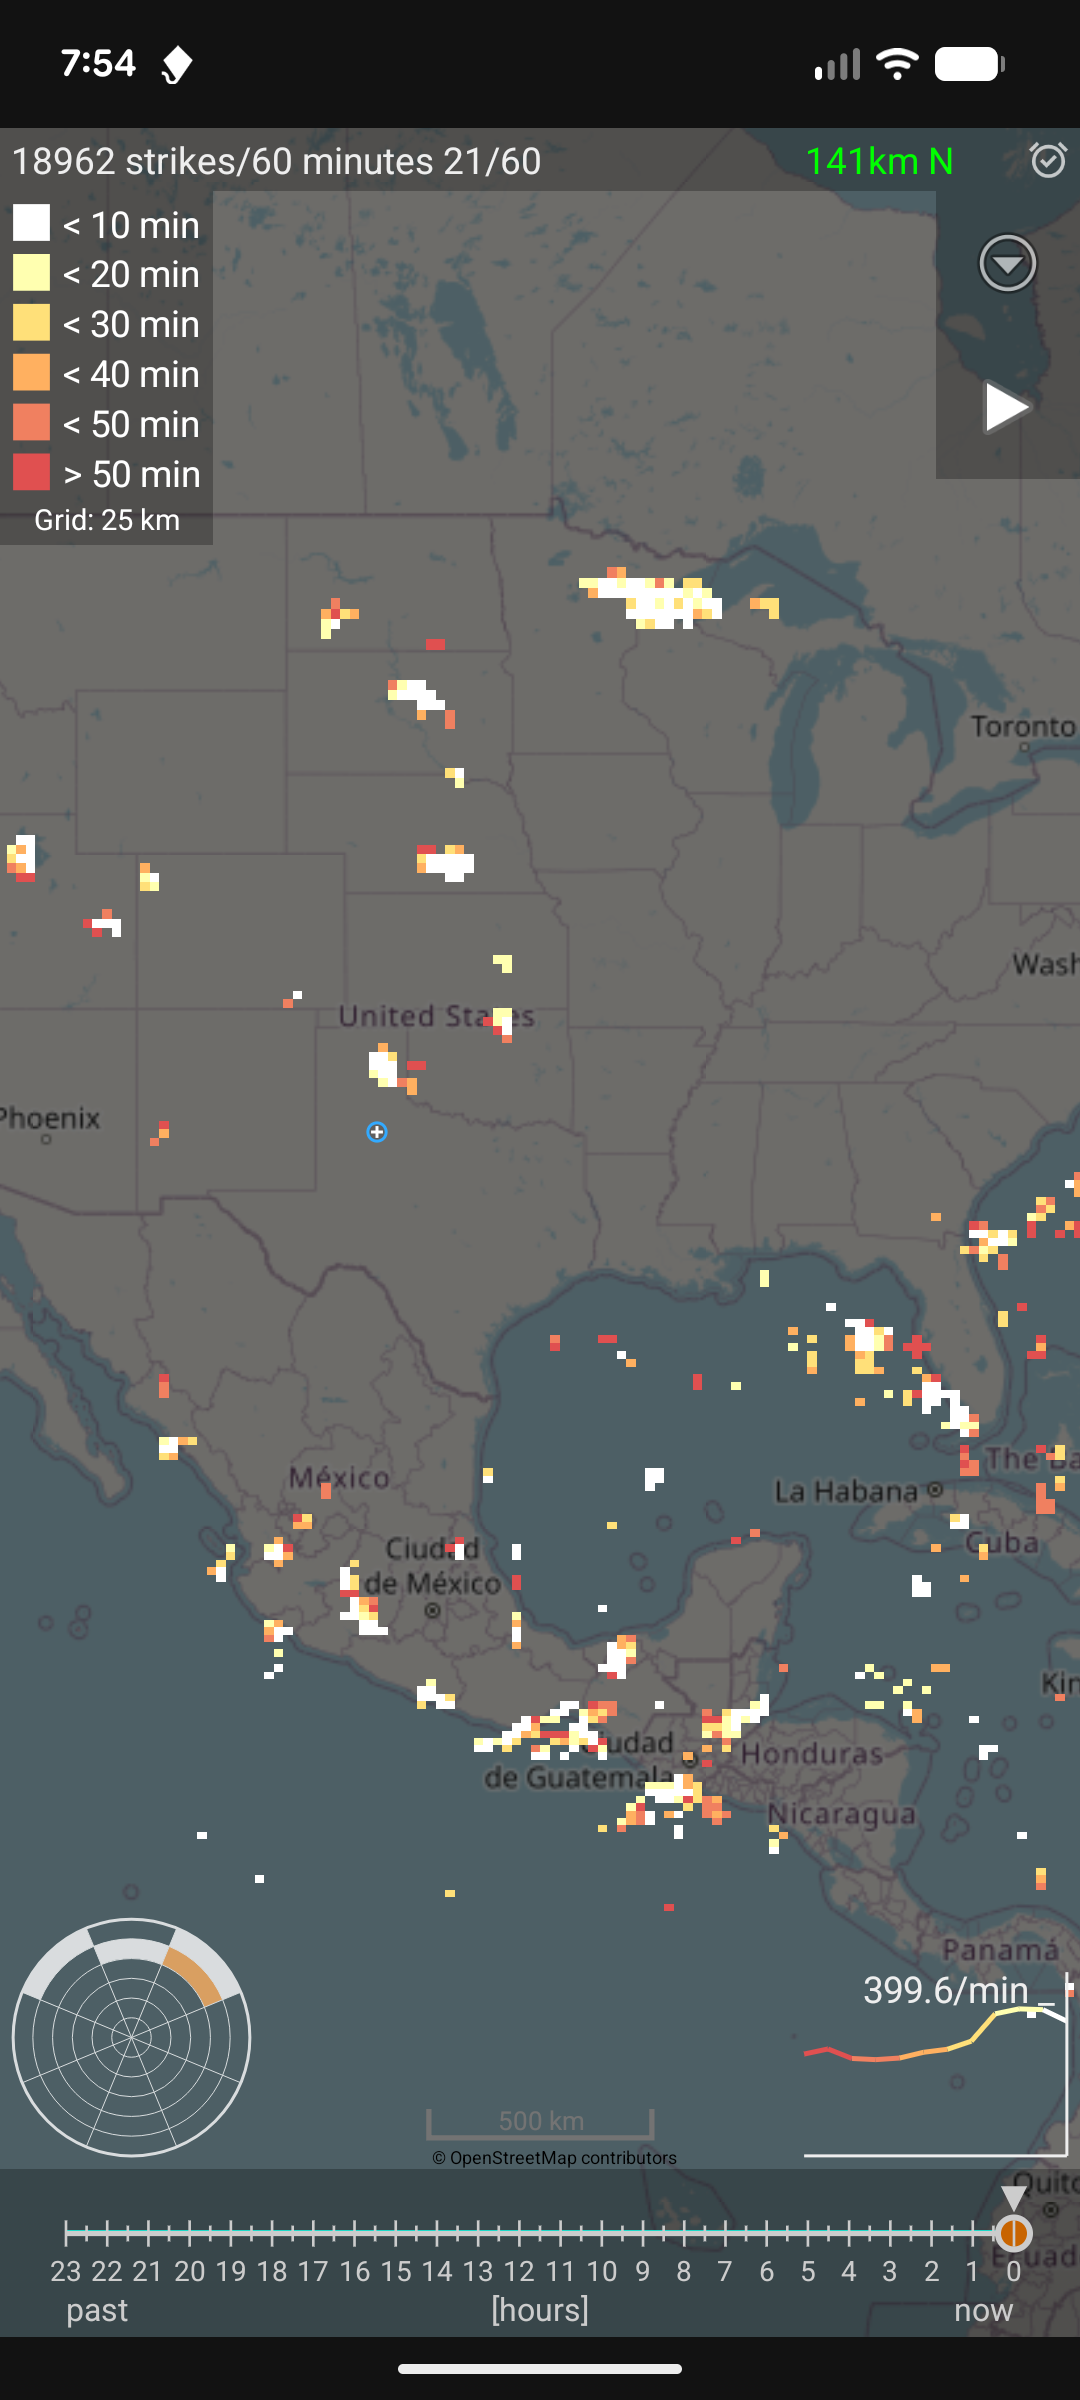 7:54
18962 strikes/60 minutes 21/60
141km N
< 10 min
< 20 min
< 30 min
< 40 min
< 50 min
> 50 min
Grid: 25 km
Toronto
Wash
United States
Phoenix
México
La Habana
The Ba
Cuba
Ciudad
de México
Kin
Ciudad
de Guatemala
Honduras
Nicaragua
Panamá
399.6/min
500 km
© OpenStreetMap contributors
Quito
Ecuad
23 22 21 20 19 18 17 16 15 14 13 12 11 10 9 8 7 6 5 4 3 2 1 0
past [hours] now